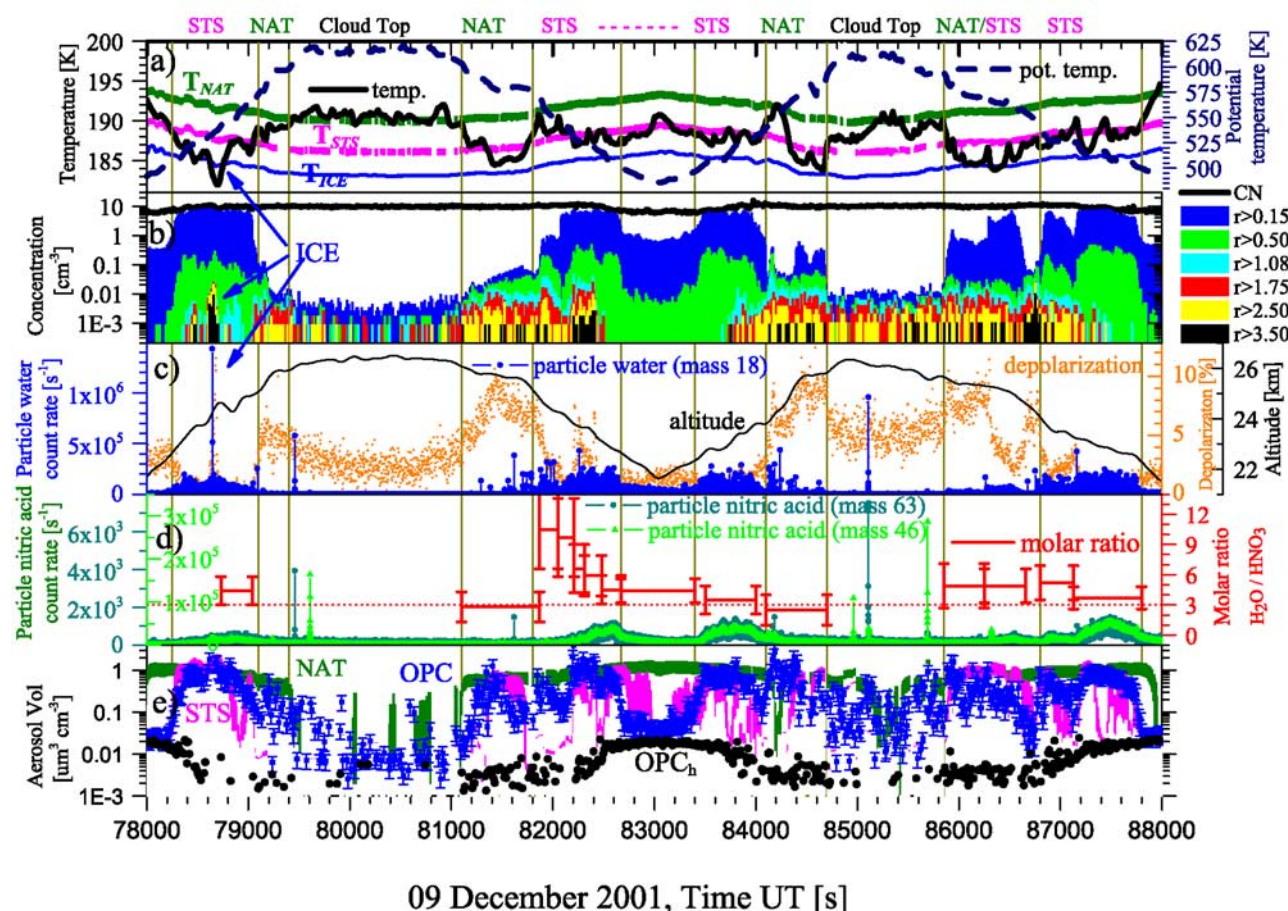 STS NAT Cloud Top NAT STS --------- STS NAT Cloud Top NAT/STS STS
a)
200
195
190
185
Temperature [K]
T_NAT
temp.
pot. temp.
T_STS
T_ICE
625
600
575
550
525
500
Potential
temperature [K]
b)
10
1
0.1
0.01
1E-3
Concentration
[cm⁻³]
ICE
CN
r>0.15
r>0.50
r>1.08
r>1.75
r>2.50
r>3.50
c)
1x10⁶
5x10⁵
0
Particle water
count rate [s⁻¹]
particle water (mass 18)
depolarization
altitude
10
5
0
Depolarizaton [%]
26
24
22
Altitude [km]
d)
3x10⁵
2x10⁵
1x10⁵
0
6x10³
4x10³
2x10³
0
Particle nitric acid
count rate [s⁻¹]
particle nitric acid (mass 63)
particle nitric acid (mass 46)
molar ratio
12
9
6
3
0
Molar ratio
H₂O / HNO₃
e)
1
0.1
0.01
1E-3
Aerosol Vol
[um³ cm⁻³]
NAT
OPC
STS
OPC_h
78000 79000 80000 81000 82000 83000 84000 85000 86000 87000 88000
09 December 2001, Time UT [s]